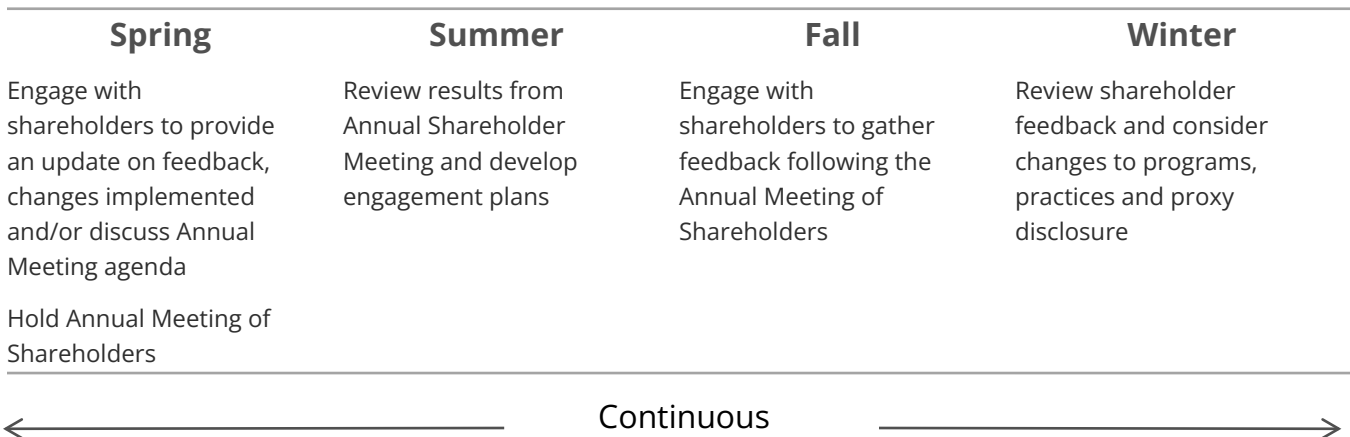 Spring
Engage with
shareholders to provide
an update on feedback,
changes implemented
and/or discuss Annual
Meeting agenda
Hold Annual Meeting of
Shareholders
Summer
Review results from
Annual Shareholder
Meeting and develop
engagement plans
Fall
Engage with
shareholders to gather
feedback following the
Annual Meeting of
Shareholders
Winter
Review shareholder
feedback and consider
changes to programs,
practices and proxy
disclosure
Continuous